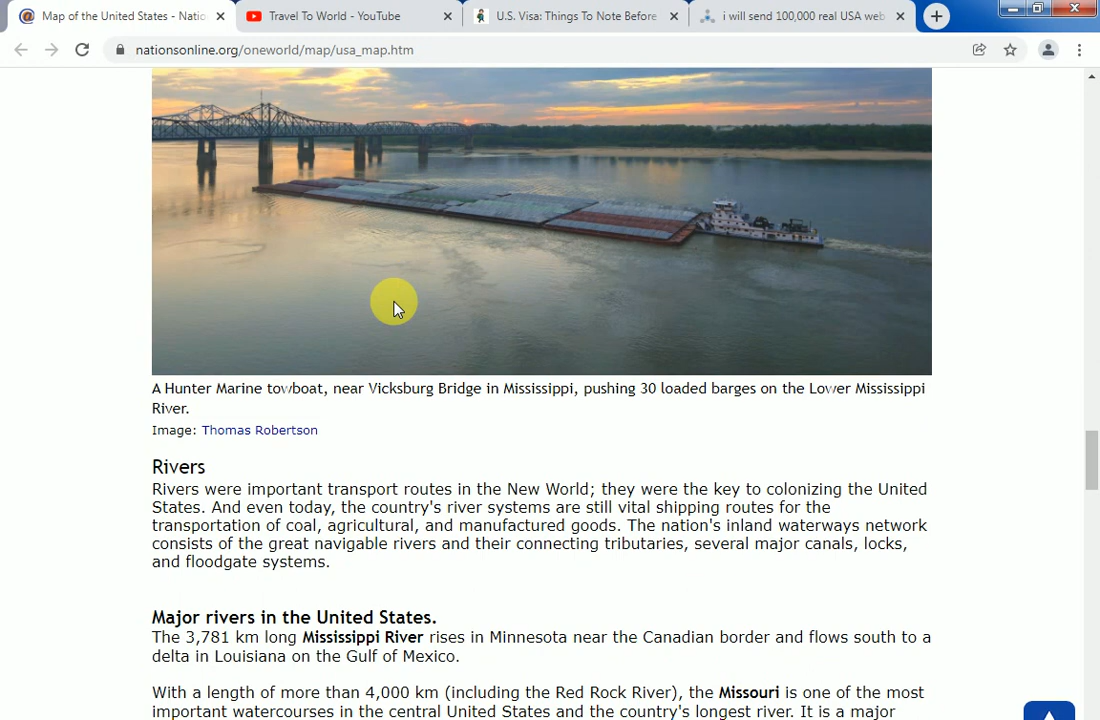 Map of the United States - Natio
Travel To World - YouTube
U.S. Visa: Things To Note Before
i will send 100,000 real USA web
nationsonline.org/oneworld/map/usa_map.htm
A Hunter Marine towboat, near Vicksburg Bridge in Mississippi, pushing 30 loaded barges on the Lower Mississippi
River.
Image: Thomas Robertson
Rivers
Rivers were important transport routes in the New World; they were the key to colonizing the United
States. And even today, the country's river systems are still vital shipping routes for the
transportation of coal, agricultural, and manufactured goods. The nation's inland waterways network
consists of the great navigable rivers and their connecting tributaries, several major canals, locks,
and floodgate systems.
Major rivers in the United States.
The 3,781 km long Mississippi River rises in Minnesota near the Canadian border and flows south to a
delta in Louisiana on the Gulf of Mexico.
With a length of more than 4,000 km (including the Red Rock River), the Missouri is one of the most
important watercourses in the central United States and the country's longest river. It is a major